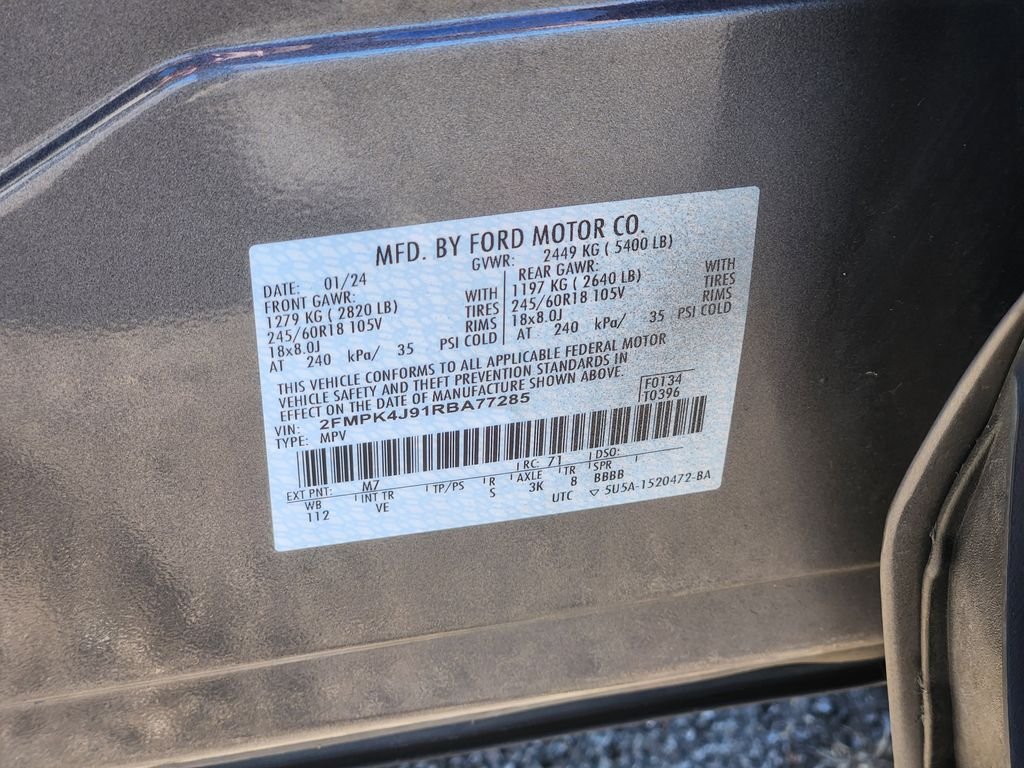 MFD. BY FORD MOTOR CO.
DATE: 01/24 GVWR: 2449 KG ( 5400 LB)
FRONT GAWR: REAR GAWR:
1279 KG ( 2820 LB) WITH 1197 KG ( 2640 LB) WITH
245/60R18 105V TIRES 245/60R18 105V TIRES
18x8.0J RIMS 18x8.0J RIMS
AT 240 kPa/ 35 PSI COLD AT 240 kPa/ 35 PSI COLD
THIS VEHICLE CONFORMS TO ALL APPLICABLE FEDERAL MOTOR
VEHICLE SAFETY AND THEFT PREVENTION STANDARDS IN
EFFECT ON THE DATE OF MANUFACTURE SHOWN ABOVE.
VIN: 2FMPK4J91RBA77285 F0134
TYPE: MPV T0396
EXT PNT: M7 RC: 71 DSO:
WB INT TR TP/PS R AXLE TR SPR
112 VE S 3K 8 BBBB
UTC ▽ 5U5A-1520472-BA